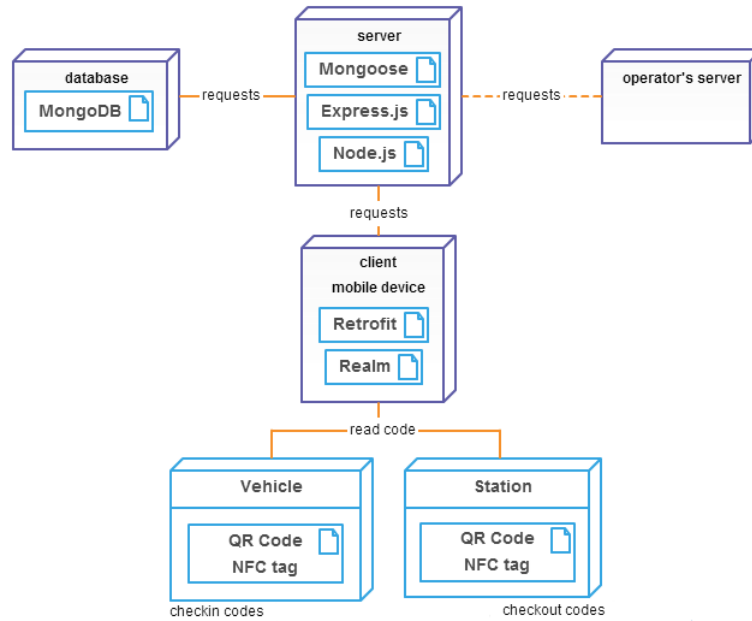 server
Mongoose
Express.js
Node.js
database
MongoDB
requests
requests
operator's server
requests
client
mobile device
Retrofit
Realm
read code
Vehicle
QR Code
NFC tag
checkin codes
Station
QR Code
NFC tag
checkout codes